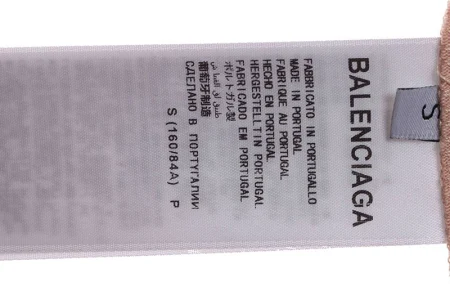 BALENCIAGA
FABBRICATO IN PORTOGALLO
MADE IN PORTUGAL
FABRIQUE AU PORTUGAL
HECHO EN PORTUGAL
HERGESTELLT IN PORTUGAL
FABRICADO EM PORTUGAL
ポルトガル製
葡萄牙制造
СДЕЛАНО В ПОРТУГАЛИИ
S (160/84A) P
S